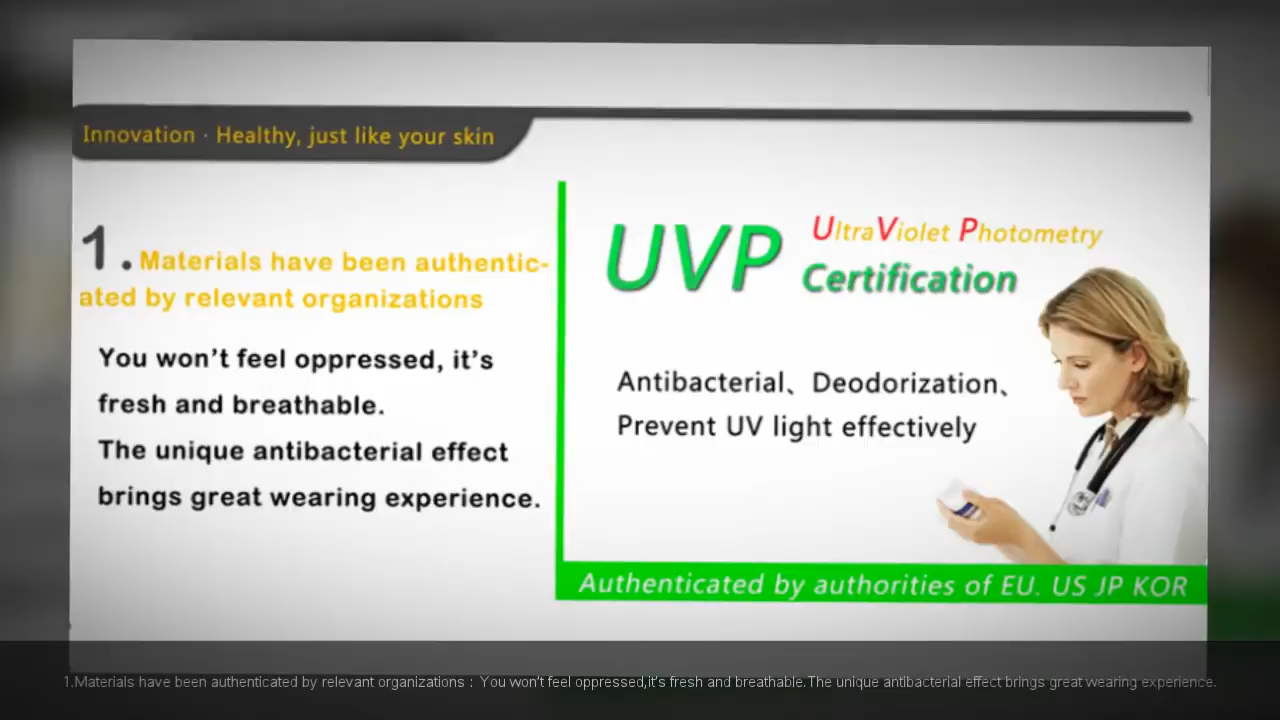 Innovation · Healthy, just like your skin
1. Materials have been authentic-
ated by relevant organizations
You won't feel oppressed, it's
fresh and breathable.
The unique antibacterial effect
brings great wearing experience.
UVP
UltraViolet Photometry
Certification
Antibacterial、Deodorization、
Prevent UV light effectively
Authenticated by authorities of EU. US JP KOR
1.Materials have been authenticated by relevant organizations : You won't feel oppressed,it's fresh and breathable.The unique antibacterial effect brings great wearing experience.